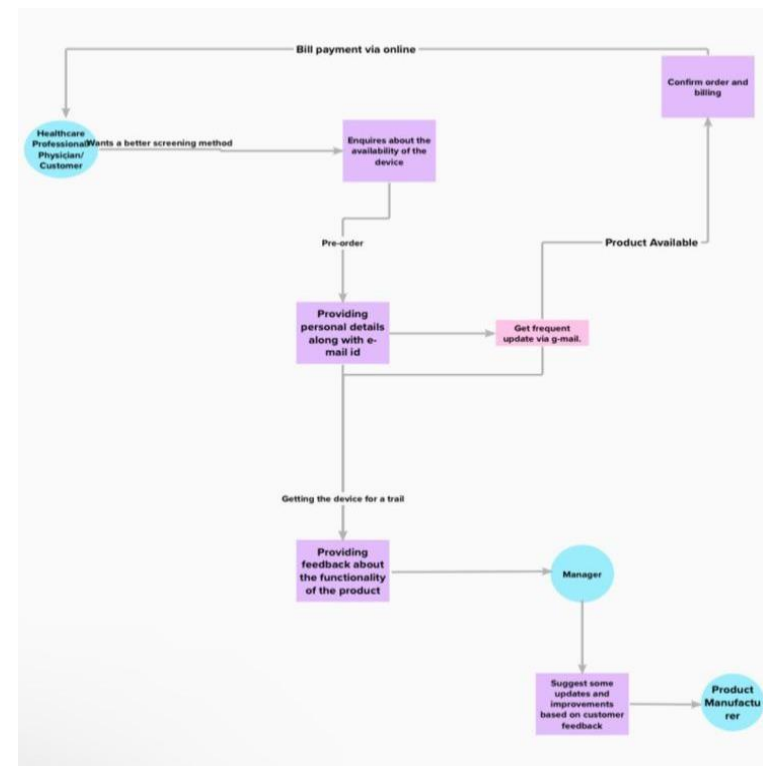 Bill payment via online
Confirm order and
billing
Healthcare
Professional/
Physician/
Customer
Wants a better screening method
Enquires about the
availability of the
device
Pre-order
Product Available
Providing
personal details
along with e-
mail id
Get frequent
update via g-mail.
Getting the device for a trail
Providing
feedback about
the functionality
of the product
Manager
Suggest some
updates and
improvements
based on customer
feedback
Product
Manufactu
rer